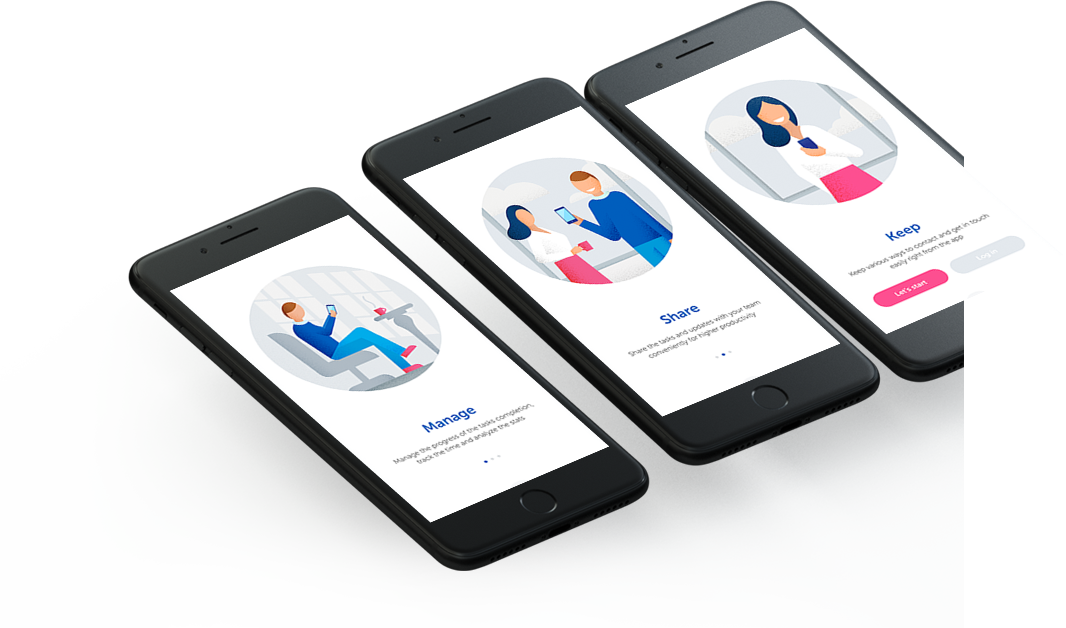 Manage
Manage the progress of the tasks completion,
track the time and analyze the stats
Share
Share the tasks and updates with your team
conveniently for higher productivity
Keep
Keep various ways to contact and get in touch
easily right from the app
Let's start
Log in